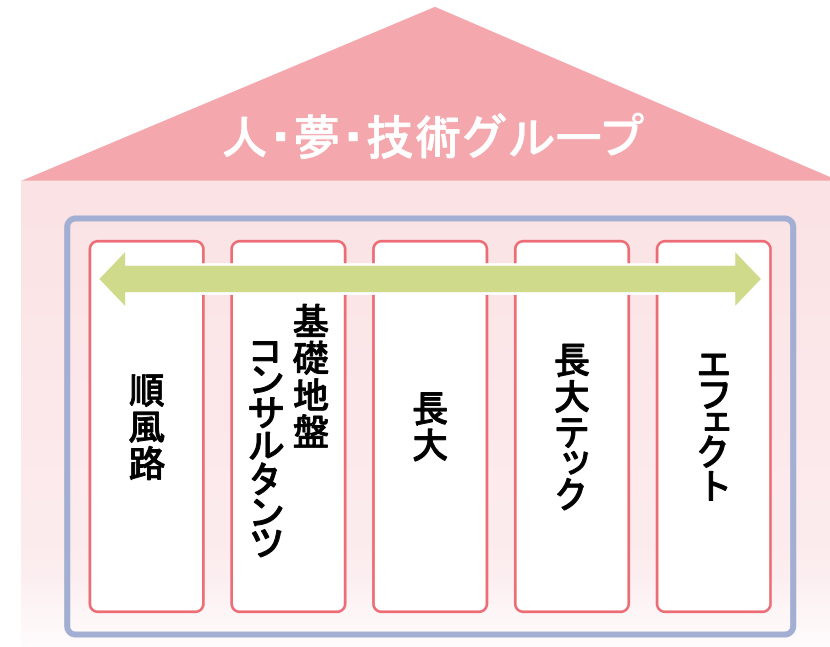 人・夢・技術グループ
順風路
基礎地盤
コンサルタンツ
長大
長大テック
エフェクト